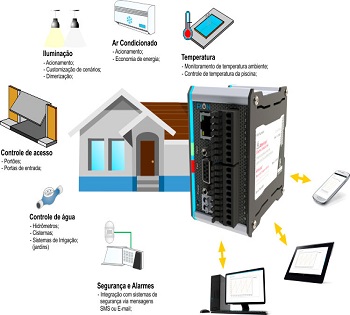 Iluminação
- Acionamento;
- Customização de cenários;
- Dimerização;
Ar Condicionado
- Acionamento;
- Economia de energia;
Temperatura
- Monitoramento de temperatura ambiente;
- Controle de temperatura da piscina;
Controle de acesso
- Portões;
- Portas de entrada;
Controle de água
- Hidrômetros;
- Cisternas;
- Sistemas de Irrigação;
(jardins)
Segurança e Alarmes
- Integração com sistemas de
segurança via mensagens
SMS ou E-mail;